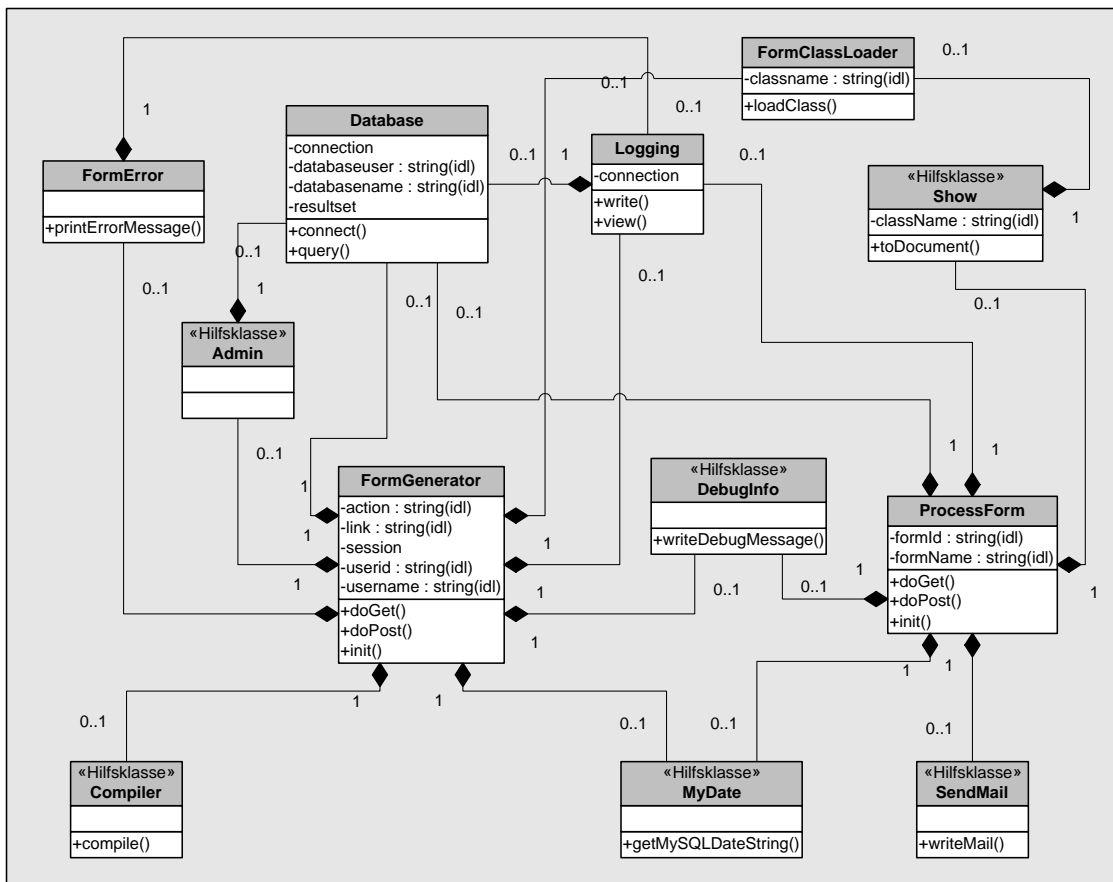 FormClassLoader
-classname : string(idl)
+loadClass()
0..1
0..1
1
0..1
1
Database
-connection
-databaseuser : string(idl)
-databasename : string(idl)
-resultset
+connect()
+query()
0..1
1
Logging
-connection
+write()
+view()
0..1
FormError
+printErrorMessage()
«Hilfsklasse»
Show
-className : string(idl)
+toDocument()
1
0..1
1
0..1
0..1
0..1
0..1
0..1
«Hilfsklasse»
Admin
0..1
1
1
1
«Hilfsklasse»
DebugInfo
+writeDebugMessage()
FormGenerator
-action : string(idl)
-link : string(idl)
-session
-userid : string(idl)
-username : string(idl)
+doGet()
+doPost()
+init()
1
1
1
1
1
1
0..1
0..1
1
ProcessForm
-formId : string(idl)
-formName : string(idl)
+doGet()
+doPost()
+init()
1
1
1
1
1
0..1
0..1
0..1
0..1
«Hilfsklasse»
Compiler
+compile()
«Hilfsklasse»
MyDate
+getMySQLDateString()
«Hilfsklasse»
SendMail
+writeMail()